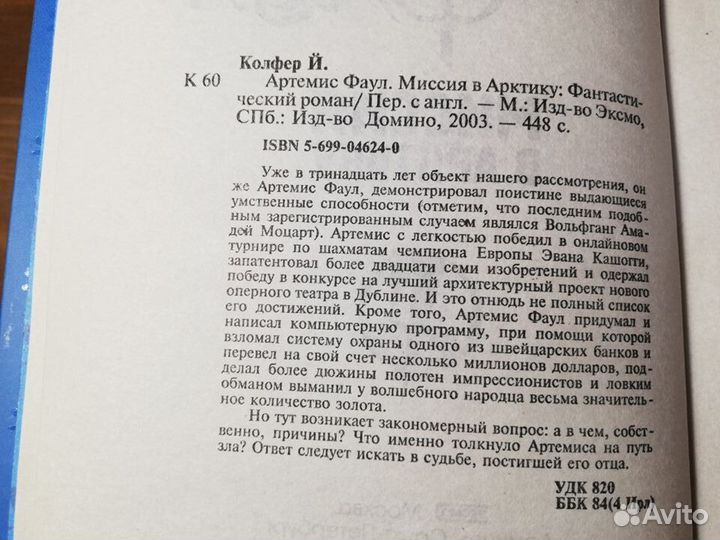 Колфер Й.
К 60 Артемис Фаул. Миссия в Арктику: Фантасти-
ческий роман/ Пер. с англ. — М.: Изд-во Эксмо,
СПб.: Изд-во Домино, 2003. — 448 с.
ISBN 5-699-04624-0
Уже в тринадцать лет объект нашего рассмотрения, он
же Артемис Фаул, демонстрировал поистине выдающиеся
умственные способности (отметим, что последним подоб-
ным зарегистрированным случаем являлся Вольфганг Ама-
дей Моцарт). Артемис с легкостью победил в онлайновом
турнире по шахматам чемпиона Европы Эвана Кашогги,
запатентовал более двадцати семи изобретений и одержал
победу в конкурсе на лучший архитектурный проект нового
оперного театра в Дублине. И это отнюдь не полный список
его достижений. Кроме того, Артемис Фаул придумал и
написал компьютерную программу, при помощи которой
взломал систему охраны одного из швейцарских банков и
перевел на свой счет несколько миллионов долларов, под-
делал более дюжины полотен импрессионистов и ловким
обманом выманил у волшебного народца весьма значитель-
ное количество золота.
Но тут возникает закономерный вопрос: а в чем, собст-
венно, причины? Что именно толкнуло Артемиса на путь
зла? Ответ следует искать в судьбе, постигшей его отца.
УДК 820
ББК 84(4 Ирл)
Avito